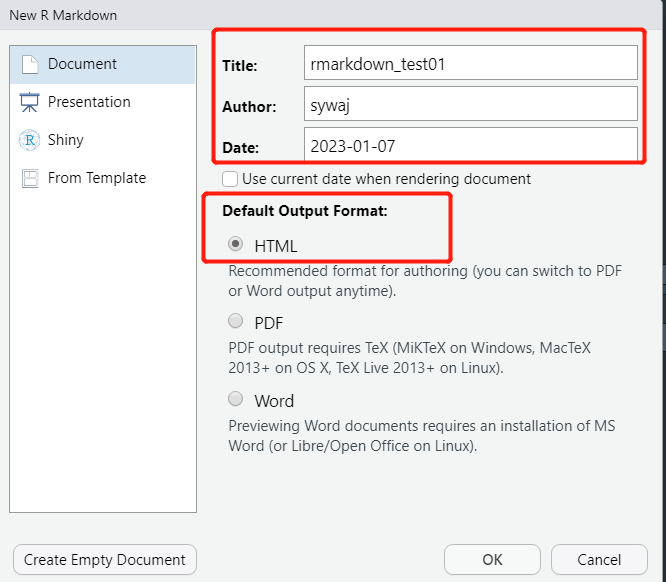 New R Markdown
Document
Presentation
Shiny
From Template
Title: rmarkdown_test01
Author: sywaj
Date: 2023-01-07
Use current date when rendering document
Default Output Format:
HTML
Recommended format for authoring (you can switch to PDF
or Word output anytime).
PDF
PDF output requires TeX (MiKTeX on Windows, MacTeX
2013+ on OS X, TeX Live 2013+ on Linux).
Word
Previewing Word documents requires an installation of MS
Word (or Libre/Open Office on Linux).
Create Empty Document
OK
Cancel